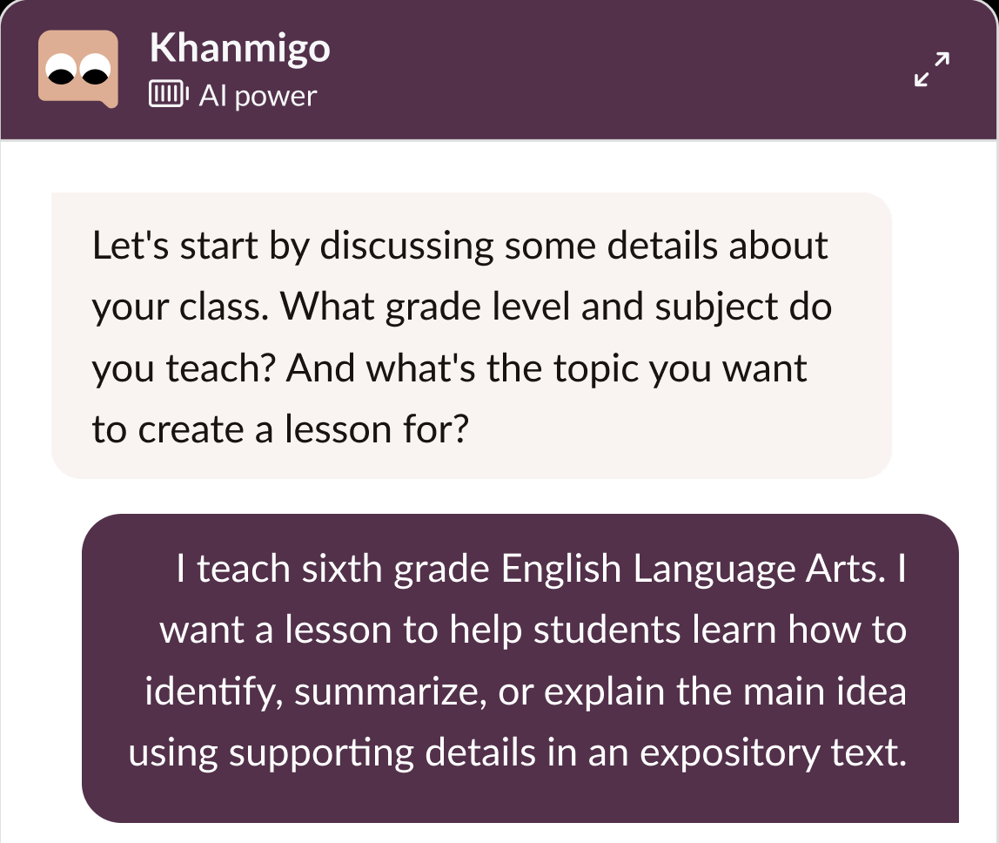 Khanmigo
AI power
Let's start by discussing some details about
your class. What grade level and subject do
you teach? And what's the topic you want
to create a lesson for?
I teach sixth grade English Language Arts. I
want a lesson to help students learn how to
identify, summarize, or explain the main idea
using supporting details in an expository text.